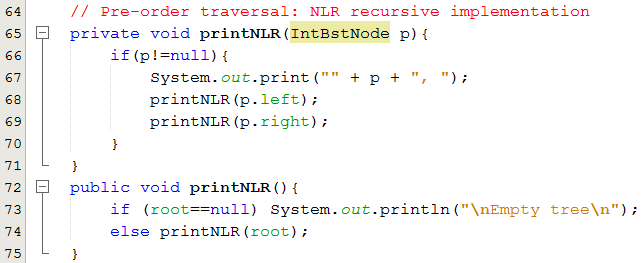 64 // Pre-order traversal: NLR recursive implementation
65 private void printNLR(IntBstNode p){
66 if(p!=null){
67 System.out.print("" + p + ", ");
68 printNLR(p.left);
69 printNLR(p.right);
70 }
71 }
72 public void printNLR(){
73 if (root==null) System.out.println("\nEmpty tree\n");
74 else printNLR(root);
75 }